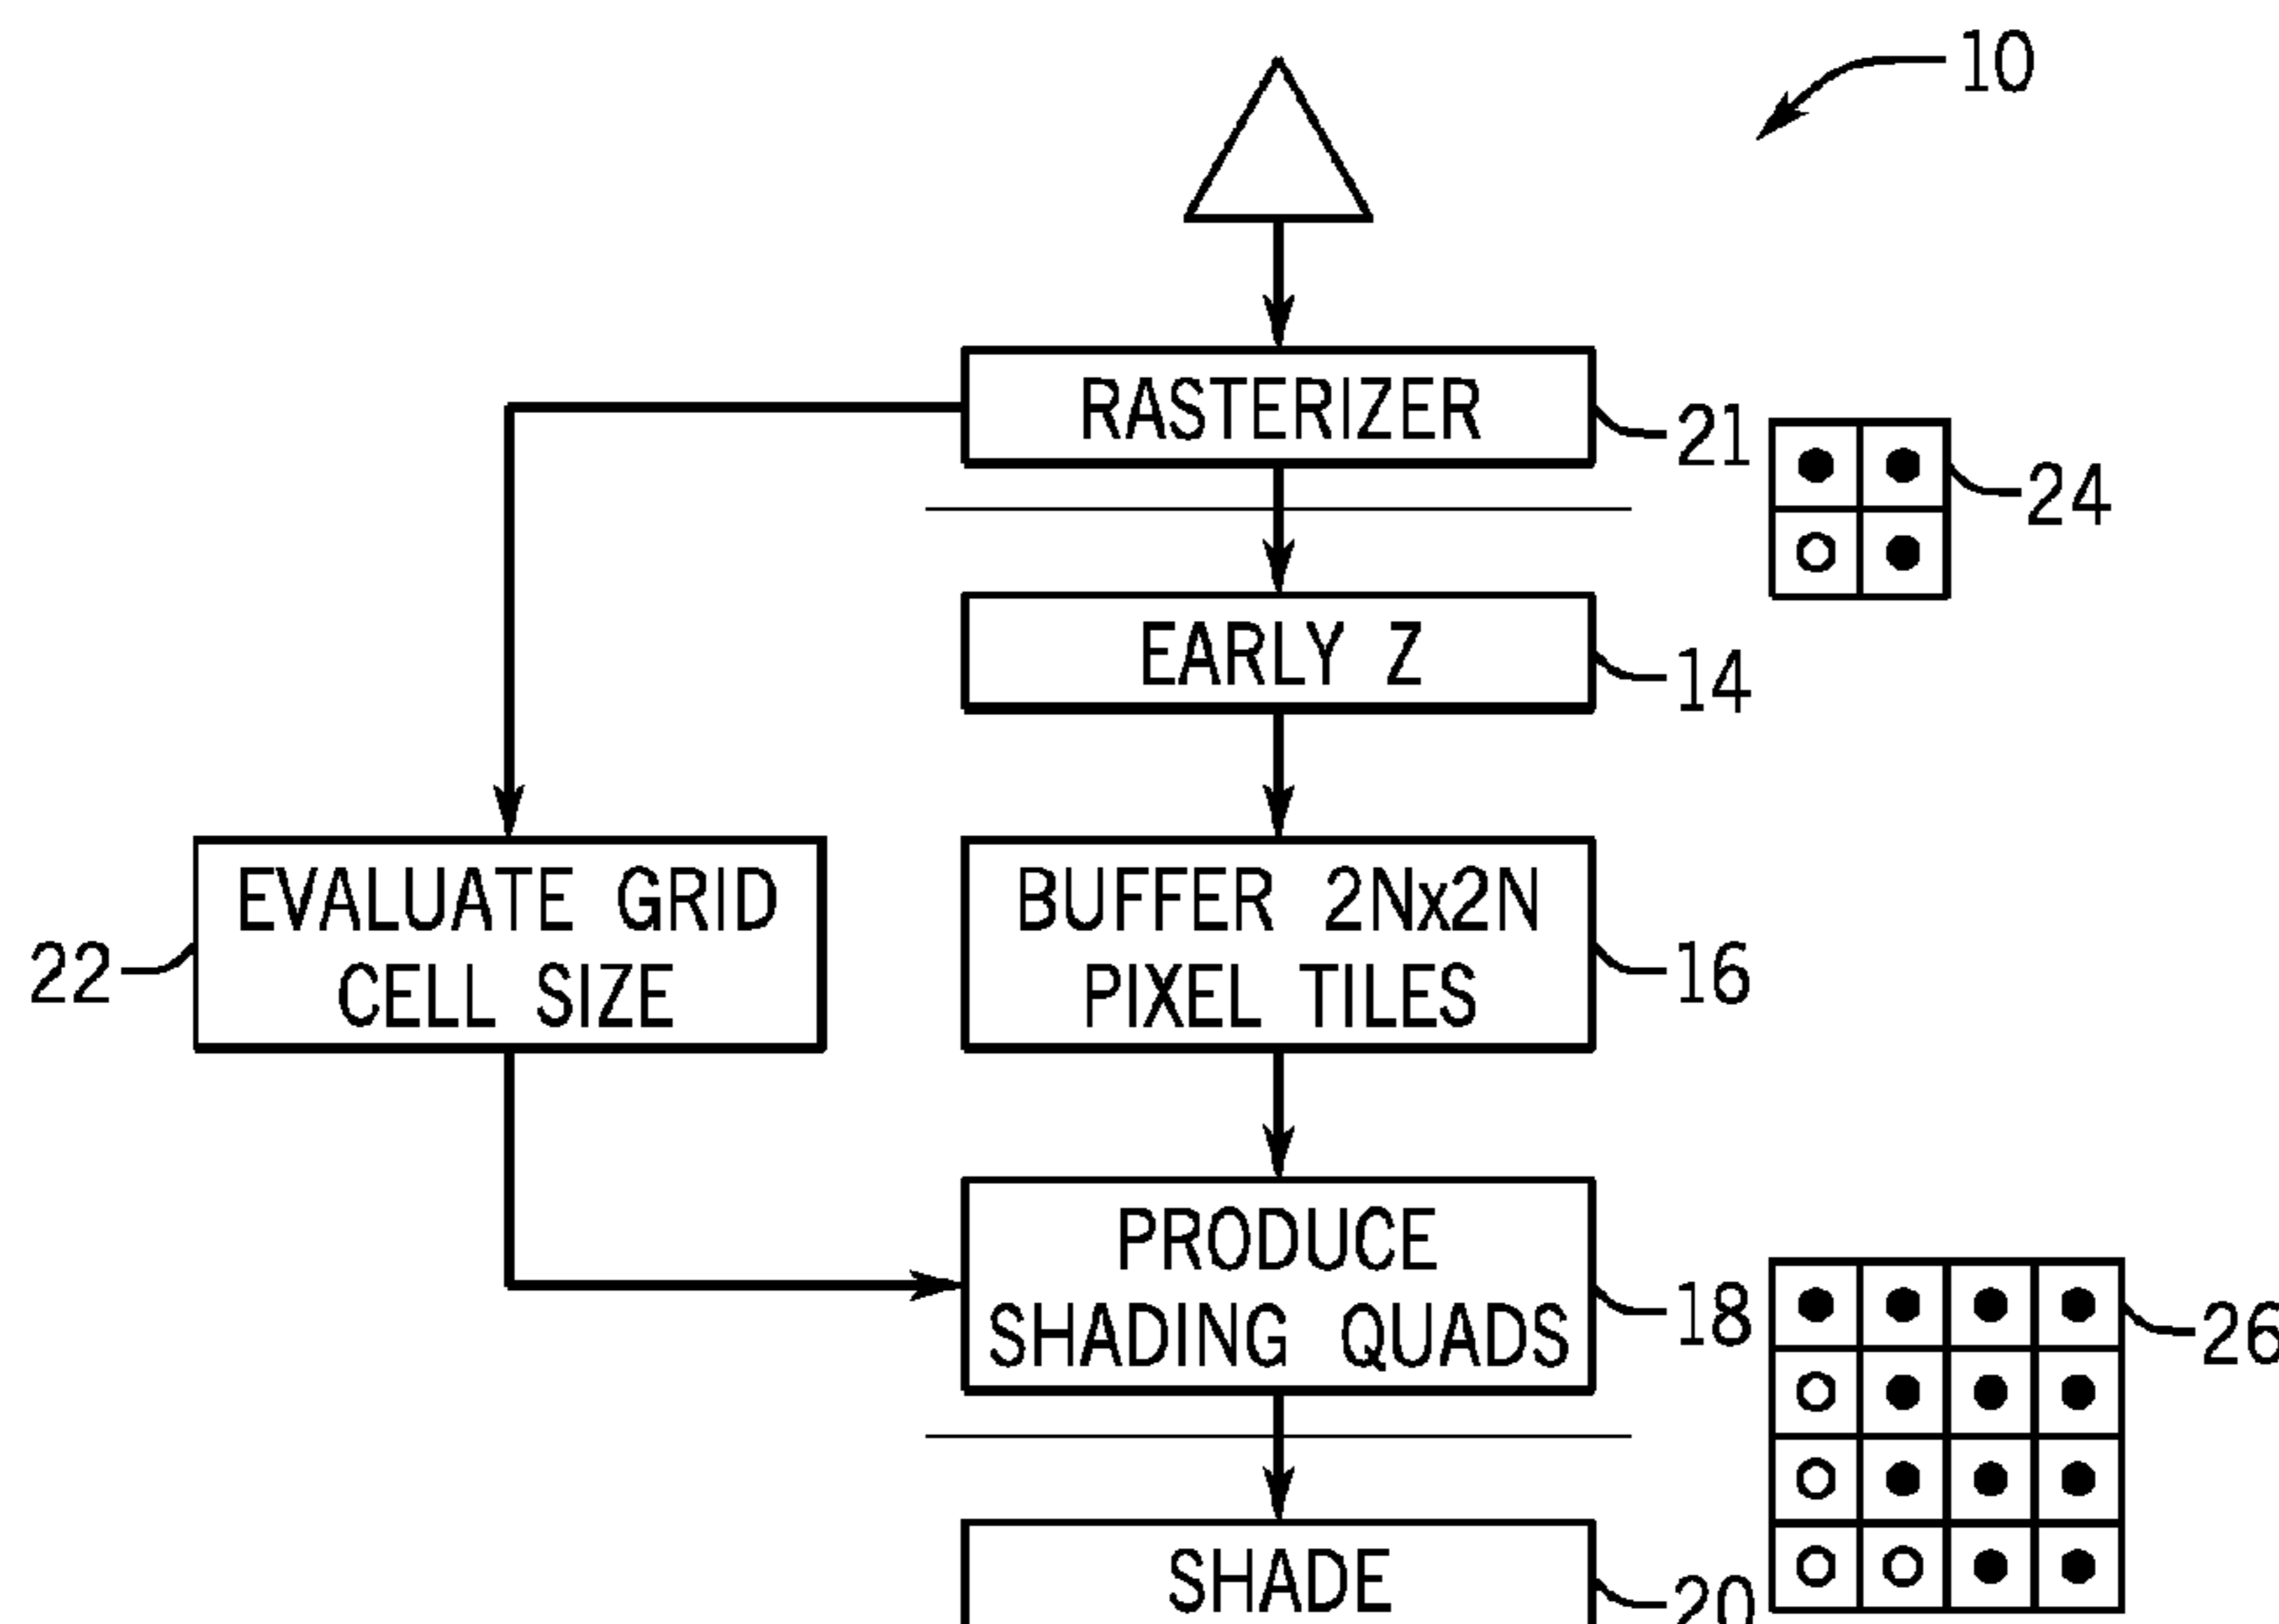 10
RASTERIZER
21
24
EARLY Z
14
EVALUATE GRID
CELL SIZE
22
BUFFER 2Nx2N
PIXEL TILES
16
PRODUCE
SHADING QUADS
18
26
SHADE
20